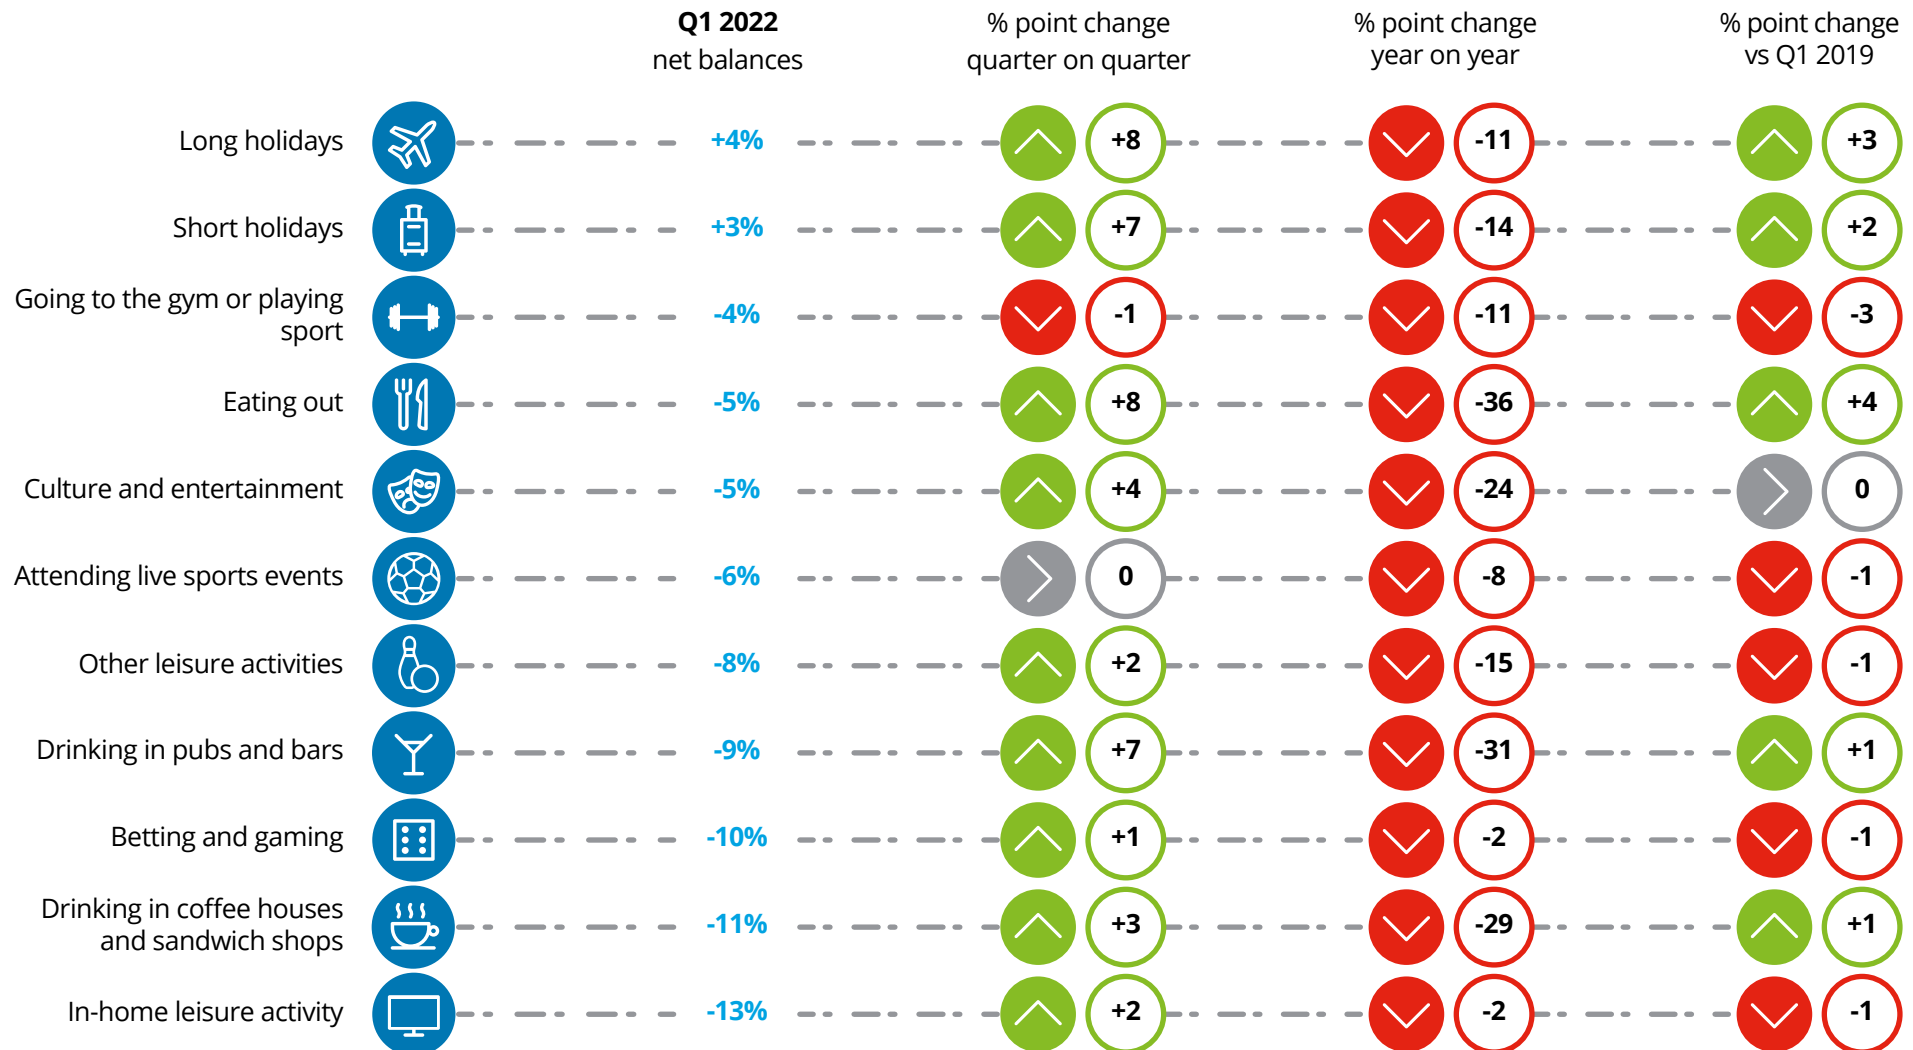 Q1 2022 % point change % point change % point change
net balances quarter on quarter year on year vs Q1 2019
Long holidays +4% +8 -11 +3
Short holidays +3% +7 -14 +2
Going to the gym or playing
sport -4% -1 -11 -3
Eating out -5% +8 -36 +4
Culture and entertainment -5% +4 -24 0
Attending live sports events -6% 0 -8 -1
Other leisure activities -8% +2 -15 -1
Drinking in pubs and bars -9% +7 -31 +1
Betting and gaming -10% +1 -2 -1
Drinking in coffee houses
and sandwich shops -11% +3 -29 +1
In-home leisure activity -13% +2 -2 -1